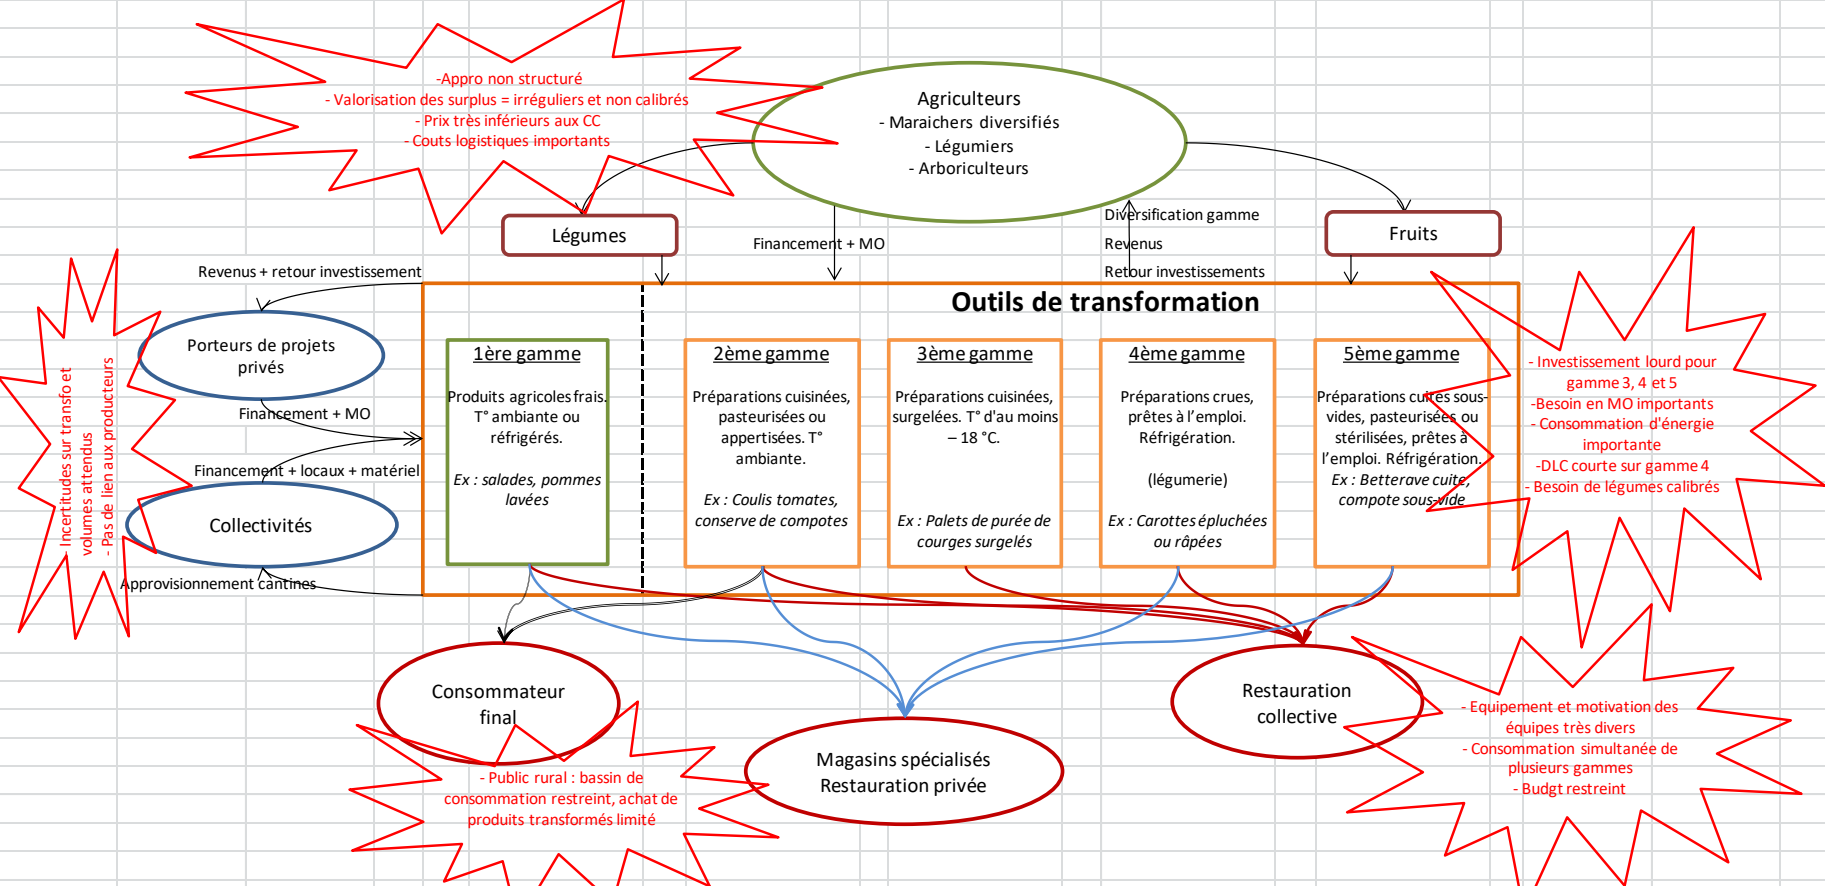 -Appro non structuré
- Valorisation des surplus = irréguliers et non calibrés
- Prix très inférieurs aux CC
- Couts logistiques importants
Agriculteurs
- Maraichers diversifiés
- Légumiers
- Arboriculteurs
Légumes
Financement + MO
Diversification gamme
Revenus
Retour investissements
Fruits
Revenus + retour investissement
Porteurs de projets
privés
Financement + MO
Financement + locaux + matériel
Collectivités
Approvisionnement cantines
- Incertitudes sur transfo et
volumes attendus
- Pas de lien aux producteurs
Outils de transformation
1ère gamme
Produits agricoles frais.
T° ambiante ou
réfrigérés.
Ex : salades, pommes
lavées
2ème gamme
Préparations cuisinées,
pasteurisées ou
appertisées. T°
ambiante.
Ex : Coulis tomates,
conserve de compotes
3ème gamme
Préparations cuisinées,
surgelées. T° d'au moins
– 18 °C.
Ex : Palets de purée de
courges surgelés
4ème gamme
Préparations crues,
prêtes à l'emploi.
Réfrigération.
(légumerie)
Ex : Carottes épluchées
ou râpées
5ème gamme
Préparations cuites sous-
vides, pasteurisées ou
stérilisées, prêtes à
l'emploi. Réfrigération.
Ex : Betterave cuite,
compote sous-vide
- Investissement lourd pour
gamme 3, 4 et 5
-Besoin en MO importants
- Consommation d'énergie
importante
-DLC courte sur gamme 4
- Besoin de légumes calibrés
Consommateur
final
- Public rural : bassin de
consommation restreint, achat de
produits transformés limité
Magasins spécialisés
Restauration privée
Restauration
collective
- Equipement et motivation des
équipes très divers
- Consommation simultanée de
plusieurs gammes
- Budgt restreint